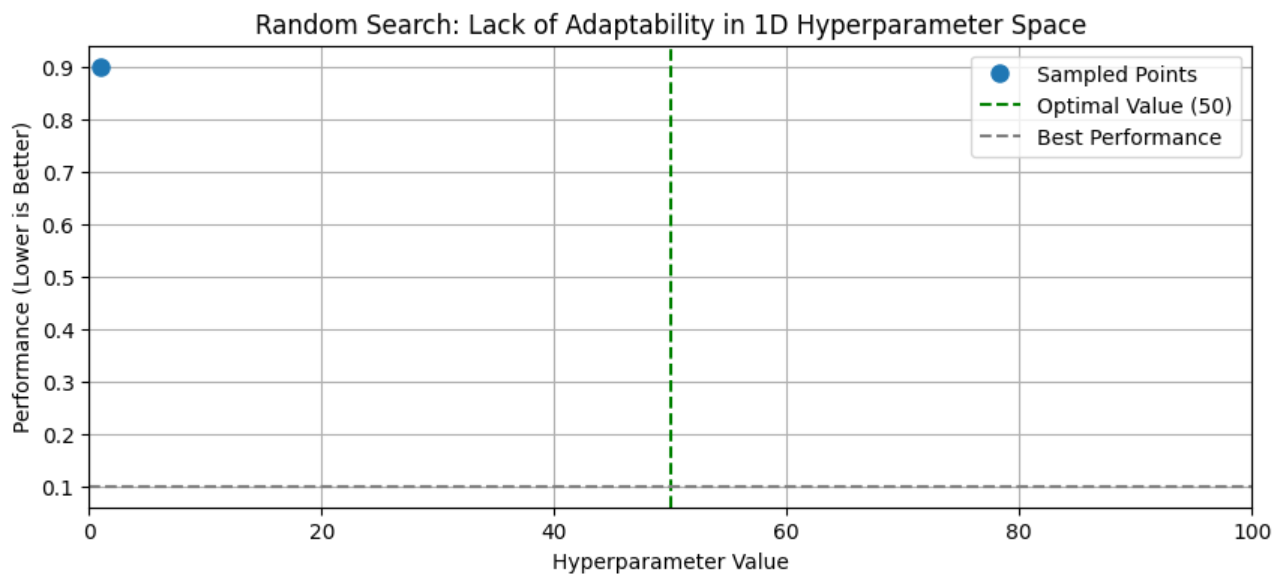 Random Search: Lack of Adaptability in 1D Hyperparameter Space
Performance (Lower is Better)
0.9
0.8
0.7
0.6
0.5
0.4
0.3
0.2
0.1
Sampled Points
Optimal Value (50)
Best Performance
0 20 40 60 80 100
Hyperparameter Value